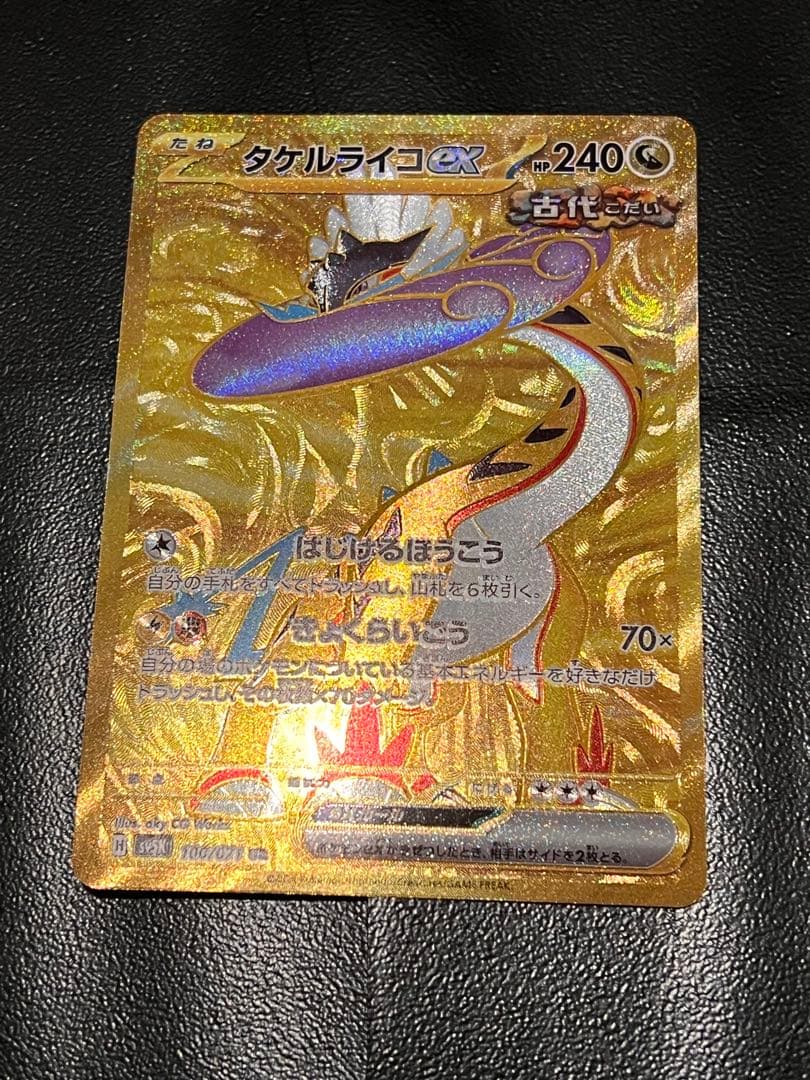 たね タケルライコex HP240
古代 こだい
はじけるほうこう
自分の手札をすべてトラッシュし、山札を6枚引く。
きょくらいごう 70×
自分の場のポケモンについている基本エネルギーを好きなだけ
トラッシュし、その枚数×70ダメージ。
にげる
ポケモンexがきぜつしたとき、相手はサイドを2枚とる。